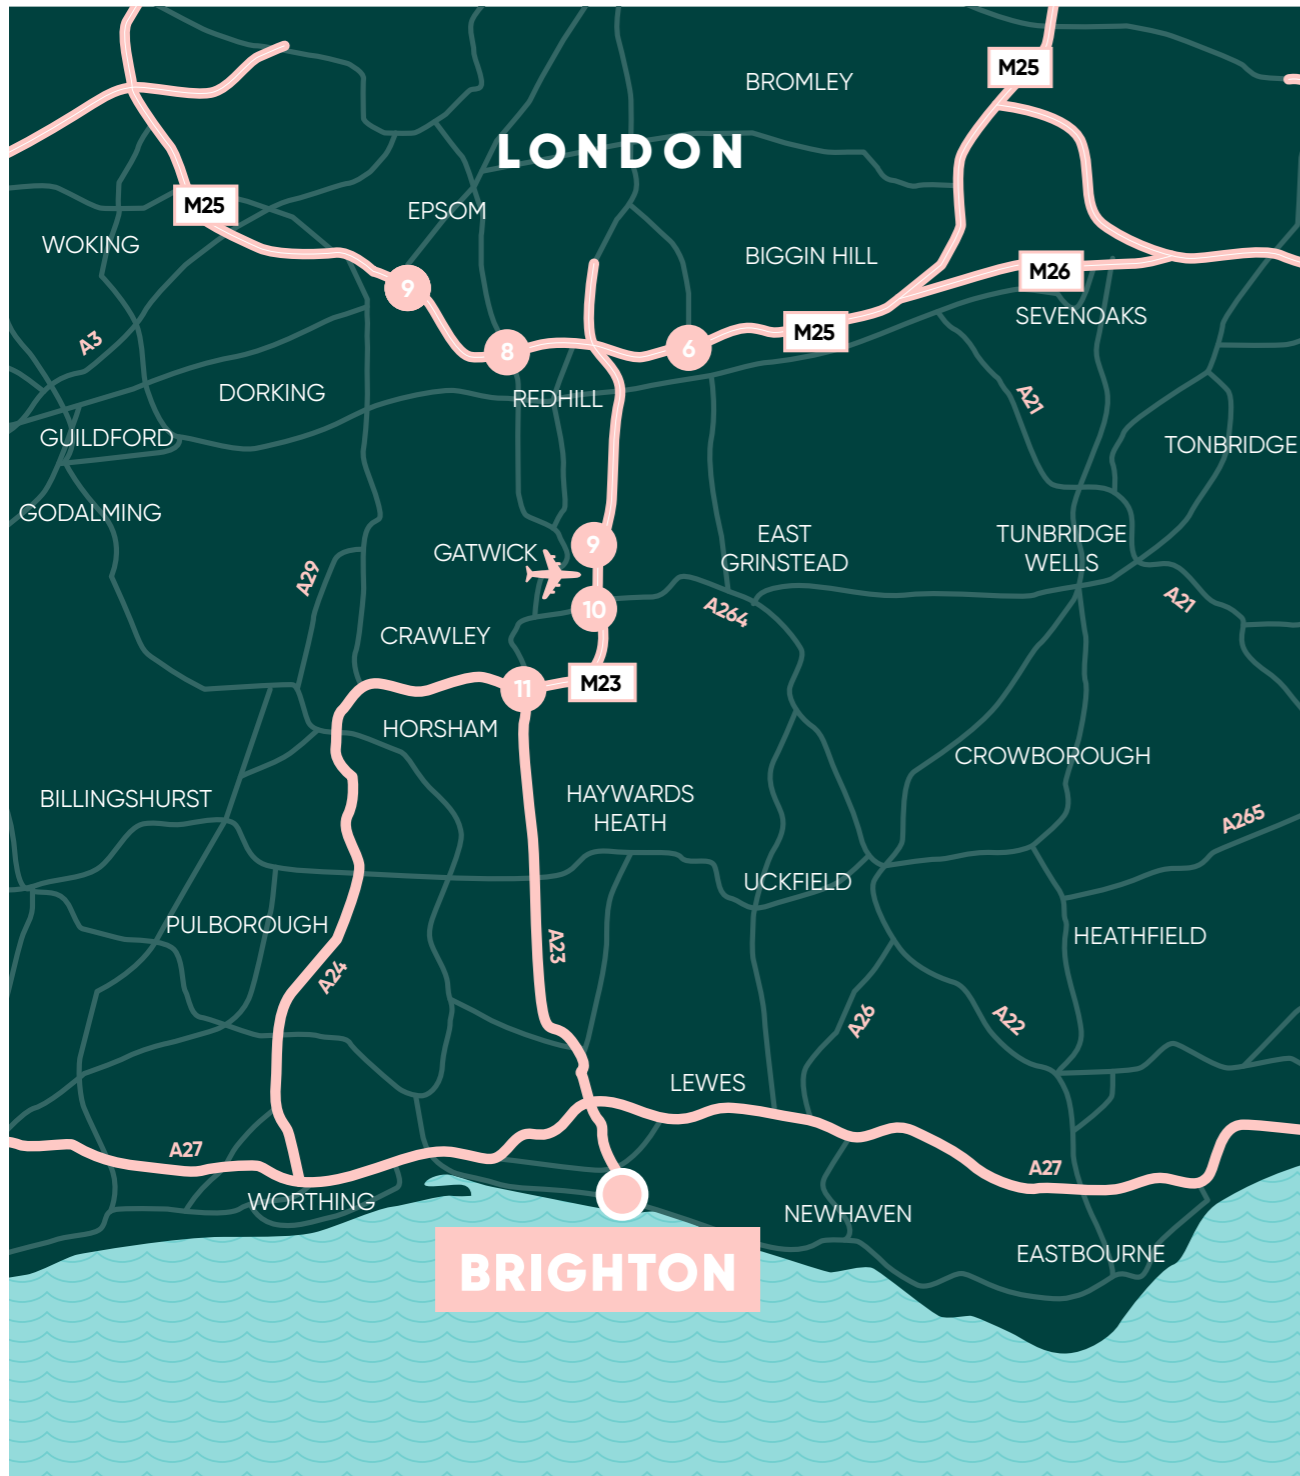 M25
BROMLEY
LONDON
M25
EPSOM
WOKING
BIGGIN HILL
M26
9
SEVENOAKS
M25
A3
8
6
DORKING
REDHILL
A21
GUILDFORD
TONBRIDGE
GODALMING
GATWICK
9
EAST
GRINSTEAD
TUNBRIDGE
WELLS
A29
10
A264
A21
CRAWLEY
11
M23
HORSHAM
CROWBOROUGH
BILLINGSHURST
HAYWARDS
HEATH
A265
UCKFIELD
PULBOROUGH
A23
HEATHFIELD
A24
A26
A22
LEWES
A27
A27
WORTHING
NEWHAVEN
EASTBOURNE
BRIGHTON